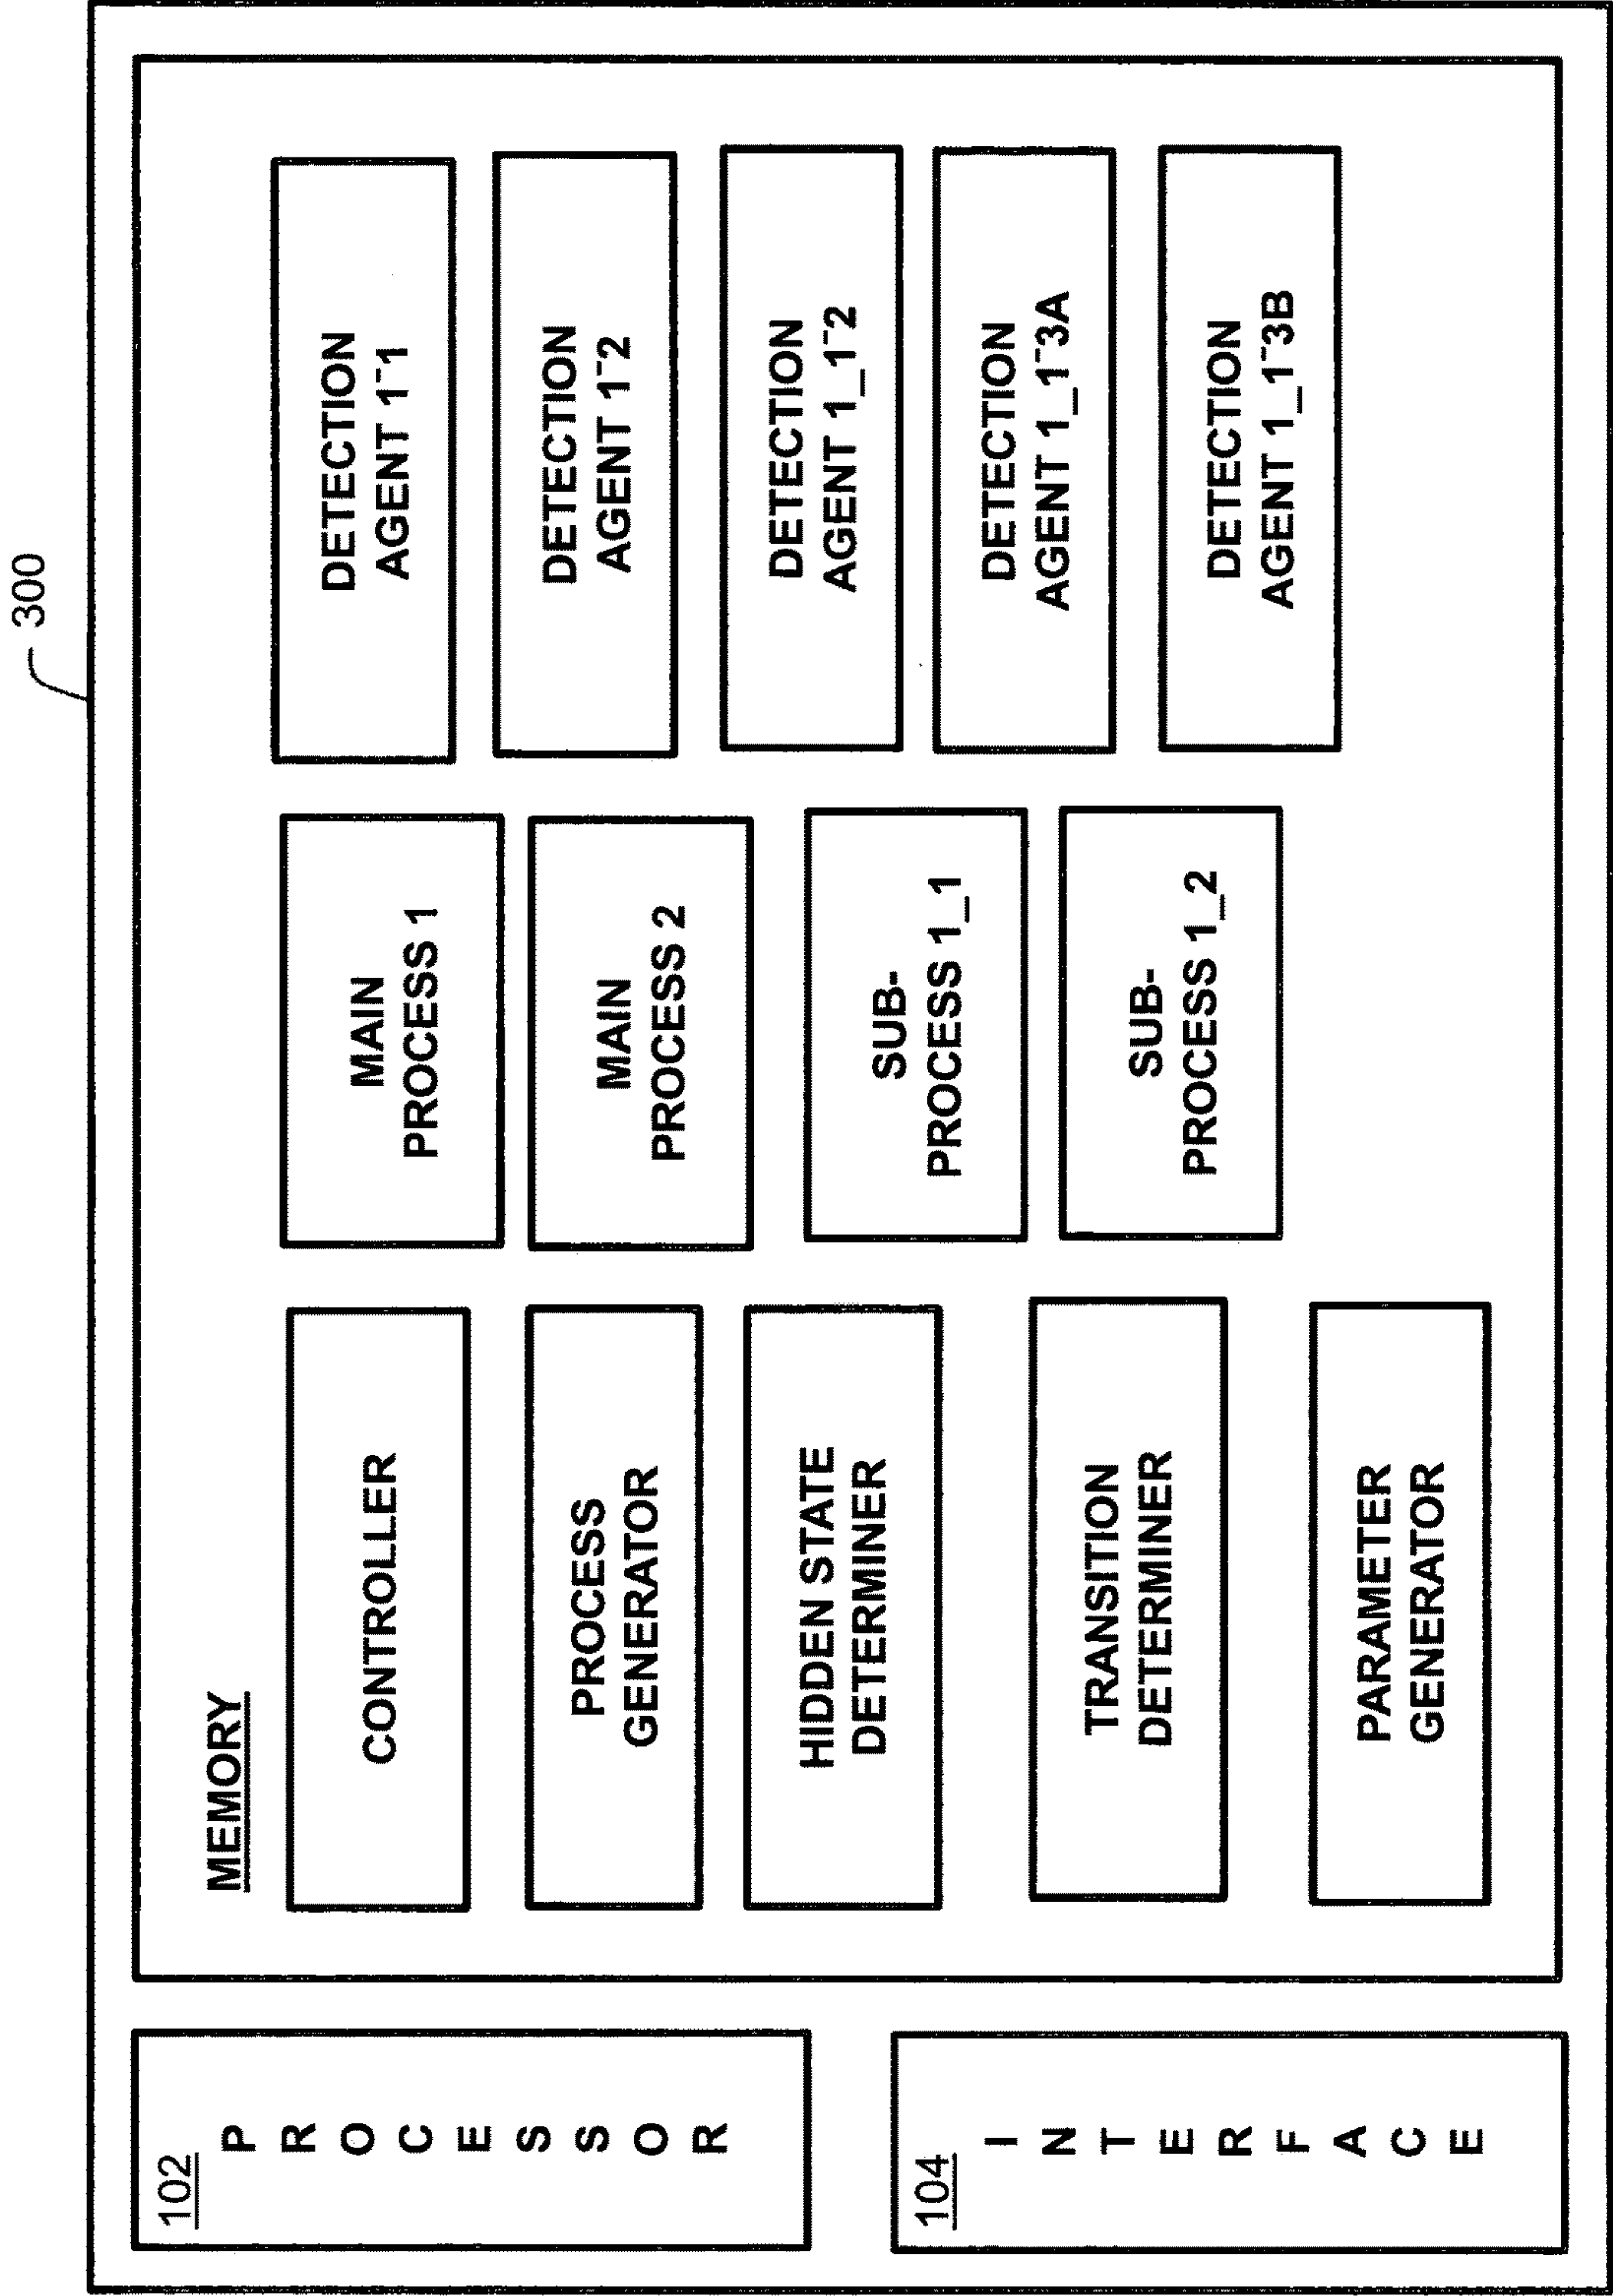 300
102
P
R
O
C
E
S
S
O
R
104
I
N
T
E
R
F
A
C
E
MEMORY
CONTROLLER
PROCESS
GENERATOR
HIDDEN STATE
DETERMINER
TRANSITION
DETERMINER
PARAMETER
GENERATOR
MAIN
PROCESS 1
MAIN
PROCESS 2
SUB-
PROCESS 1_1
SUB-
PROCESS 1_2
DETECTION
AGENT 1¯1
DETECTION
AGENT 1¯2
DETECTION
AGENT 1_1¯2
DETECTION
AGENT 1_1¯3A
DETECTION
AGENT 1_1¯3B